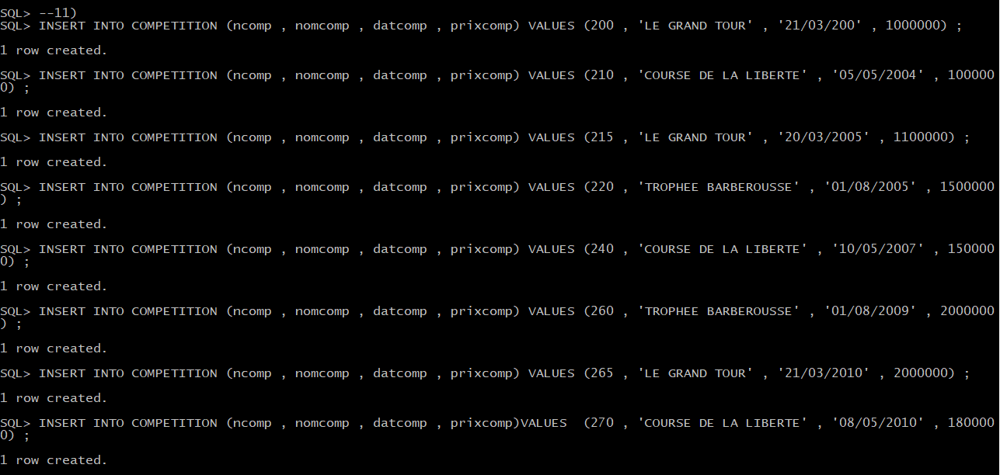 SQL> --11)
SQL> INSERT INTO COMPETITION (ncomp , nomcomp , datcomp , prixcomp) VALUES (200 , 'LE GRAND TOUR' , '21/03/200' , 1000000) ;
1 row created.
SQL> INSERT INTO COMPETITION (ncomp , nomcomp , datcomp , prixcomp) VALUES (210 , 'COURSE DE LA LIBERTE' , '05/05/2004' , 100000
0) ;
1 row created.
SQL> INSERT INTO COMPETITION (ncomp , nomcomp , datcomp , prixcomp) VALUES (215 , 'LE GRAND TOUR' , '20/03/2005' , 1100000) ;
1 row created.
SQL> INSERT INTO COMPETITION (ncomp , nomcomp , datcomp , prixcomp) VALUES (220 , 'TROPHEE BARBEROUSSE' , '01/08/2005' , 1500000
) ;
1 row created.
SQL> INSERT INTO COMPETITION (ncomp , nomcomp , datcomp , prixcomp) VALUES (240 , 'COURSE DE LA LIBERTE' , '10/05/2007' , 150000
0) ;
1 row created.
SQL> INSERT INTO COMPETITION (ncomp , nomcomp , datcomp , prixcomp) VALUES (260 , 'TROPHEE BARBEROUSSE' , '01/08/2009' , 2000000
) ;
1 row created.
SQL> INSERT INTO COMPETITION (ncomp , nomcomp , datcomp , prixcomp) VALUES (265 , 'LE GRAND TOUR' , '21/03/2010' , 2000000) ;
1 row created.
SQL> INSERT INTO COMPETITION (ncomp , nomcomp , datcomp , prixcomp)VALUES  (270 , 'COURSE DE LA LIBERTE' , '08/05/2010' , 180000
0) ;
1 row created.